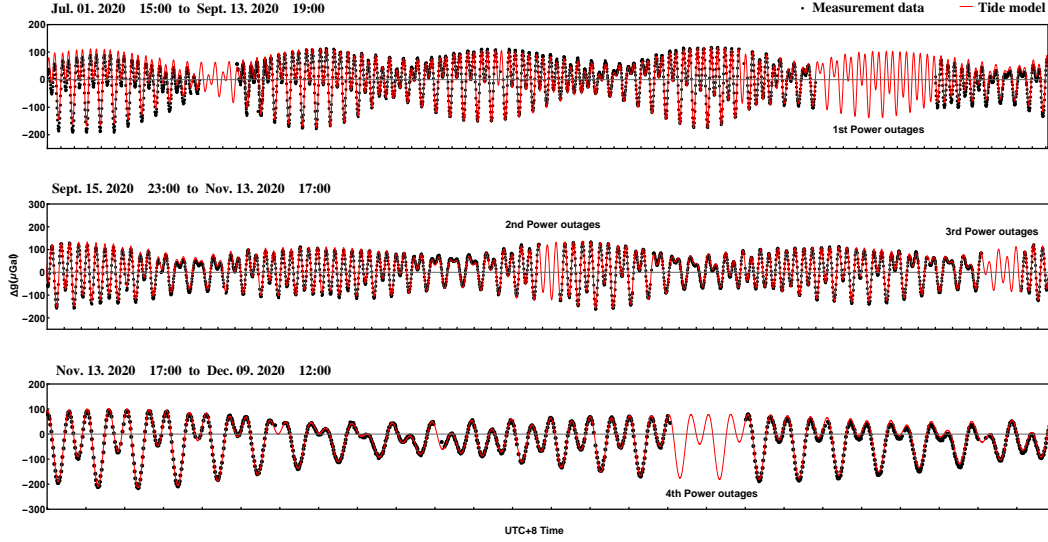 Jul. 01. 2020 15:00 to Sept. 13. 2020 19:00
Measurement data
Tide model
200
100
0
−100
−200
1st Power outages
Sept. 15. 2020 23:00 to Nov. 13. 2020 17:00
300
200
100
0
−100
−200
2nd Power outages
3rd Power outages
Δg(μGal)
Nov. 13. 2020 17:00 to Dec. 09. 2020 12:00
200
100
0
−100
−200
−300
4th Power outages
UTC+8 Time